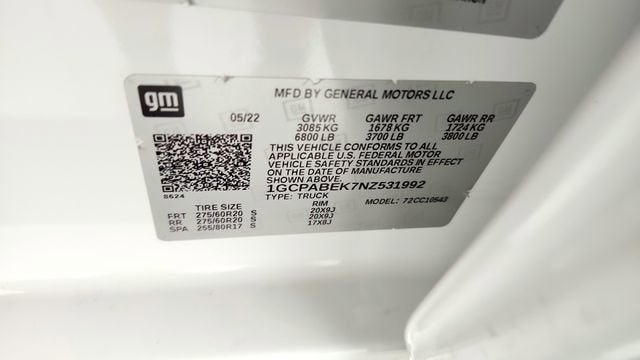 gm
MFD BY GENERAL MOTORS LLC
05/22 GVWR GAWR FRT GAWR RR
3085 KG 1678 KG 1724 KG
6800 LB 3700 LB 3800 LB
THIS VEHICLE CONFORMS TO ALL
APPLICABLE U.S. FEDERAL MOTOR
VEHICLE SAFETY STANDARDS IN EFFECT
ON THE DATE OF MANUFACTURE
1GCPABEK7NZ531992
8624 TYPE: TRUCK MODEL: 72CC10543
TIRE SIZE RIM
FRT 275/60R20 S 20X9J
RR 275/60R20 S 20X9J
SPA 255/80R17 S 17X8J